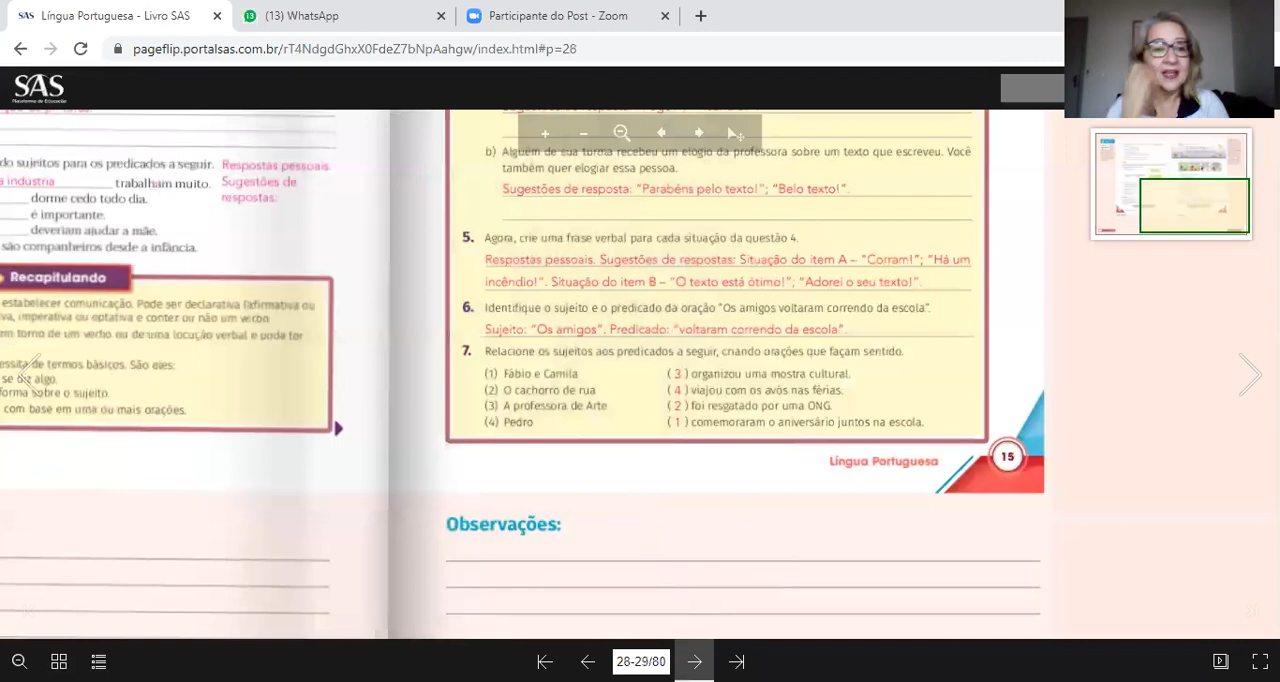 Língua Portuguesa - Livro SAS
(13) WhatsApp
Participante do Post - Zoom
pageflip.portalsas.com.br/rT4NdgdGhxX0FdeZ7bNpAahgw/index.html#p=28
SAS
Plataforma de Educação
do sujeitos para os predicados a seguir. Respostas pessoais.
a indústria trabalham muito. Sugestões de
dorme cedo todo dia. respostas:
é importante.
deveriam ajudar a mãe.
são companheiros desde a infância.
Recapitulando
estabelecer comunicação. Pode ser declarativa (afirmativa ou
iva, imperativa ou optativa e conter ou não um verbo
em torno de um verbo ou de uma locução verbal e pode ter
essita de termos básicos. São eles:
se diz algo.
forma sobre o sujeito.
com base em uma ou mais orações.
b) Alguém de sua turma recebeu um elogio da professora sobre um texto que escreveu. Você
também quer elogiar essa pessoa.
Sugestões de resposta: “Parabéns pelo texto!”; “Belo texto!”.
5. Agora, crie uma frase verbal para cada situação da questão 4.
Respostas pessoais. Sugestões de respostas: Situação do item A – “Corram!”; “Há um
incêndio!”. Situação do item B – “O texto está ótimo!”; “Adorei o seu texto!”.
6. Identifique o sujeito e o predicado da oração “Os amigos voltaram correndo da escola”.
Sujeito: “Os amigos”. Predicado: “voltaram correndo da escola”.
7. Relacione os sujeitos aos predicados a seguir, criando orações que façam sentido.
(1) Fábio e Camila ( 3 ) organizou uma mostra cultural.
(2) O cachorro de rua ( 4 ) viajou com os avós nas férias.
(3) A professora de Arte ( 2 ) foi resgatado por uma ONG.
(4) Pedro ( 1 ) comemoraram o aniversário juntos na escola.
Língua Portuguesa 15
Observações:
28-29/80